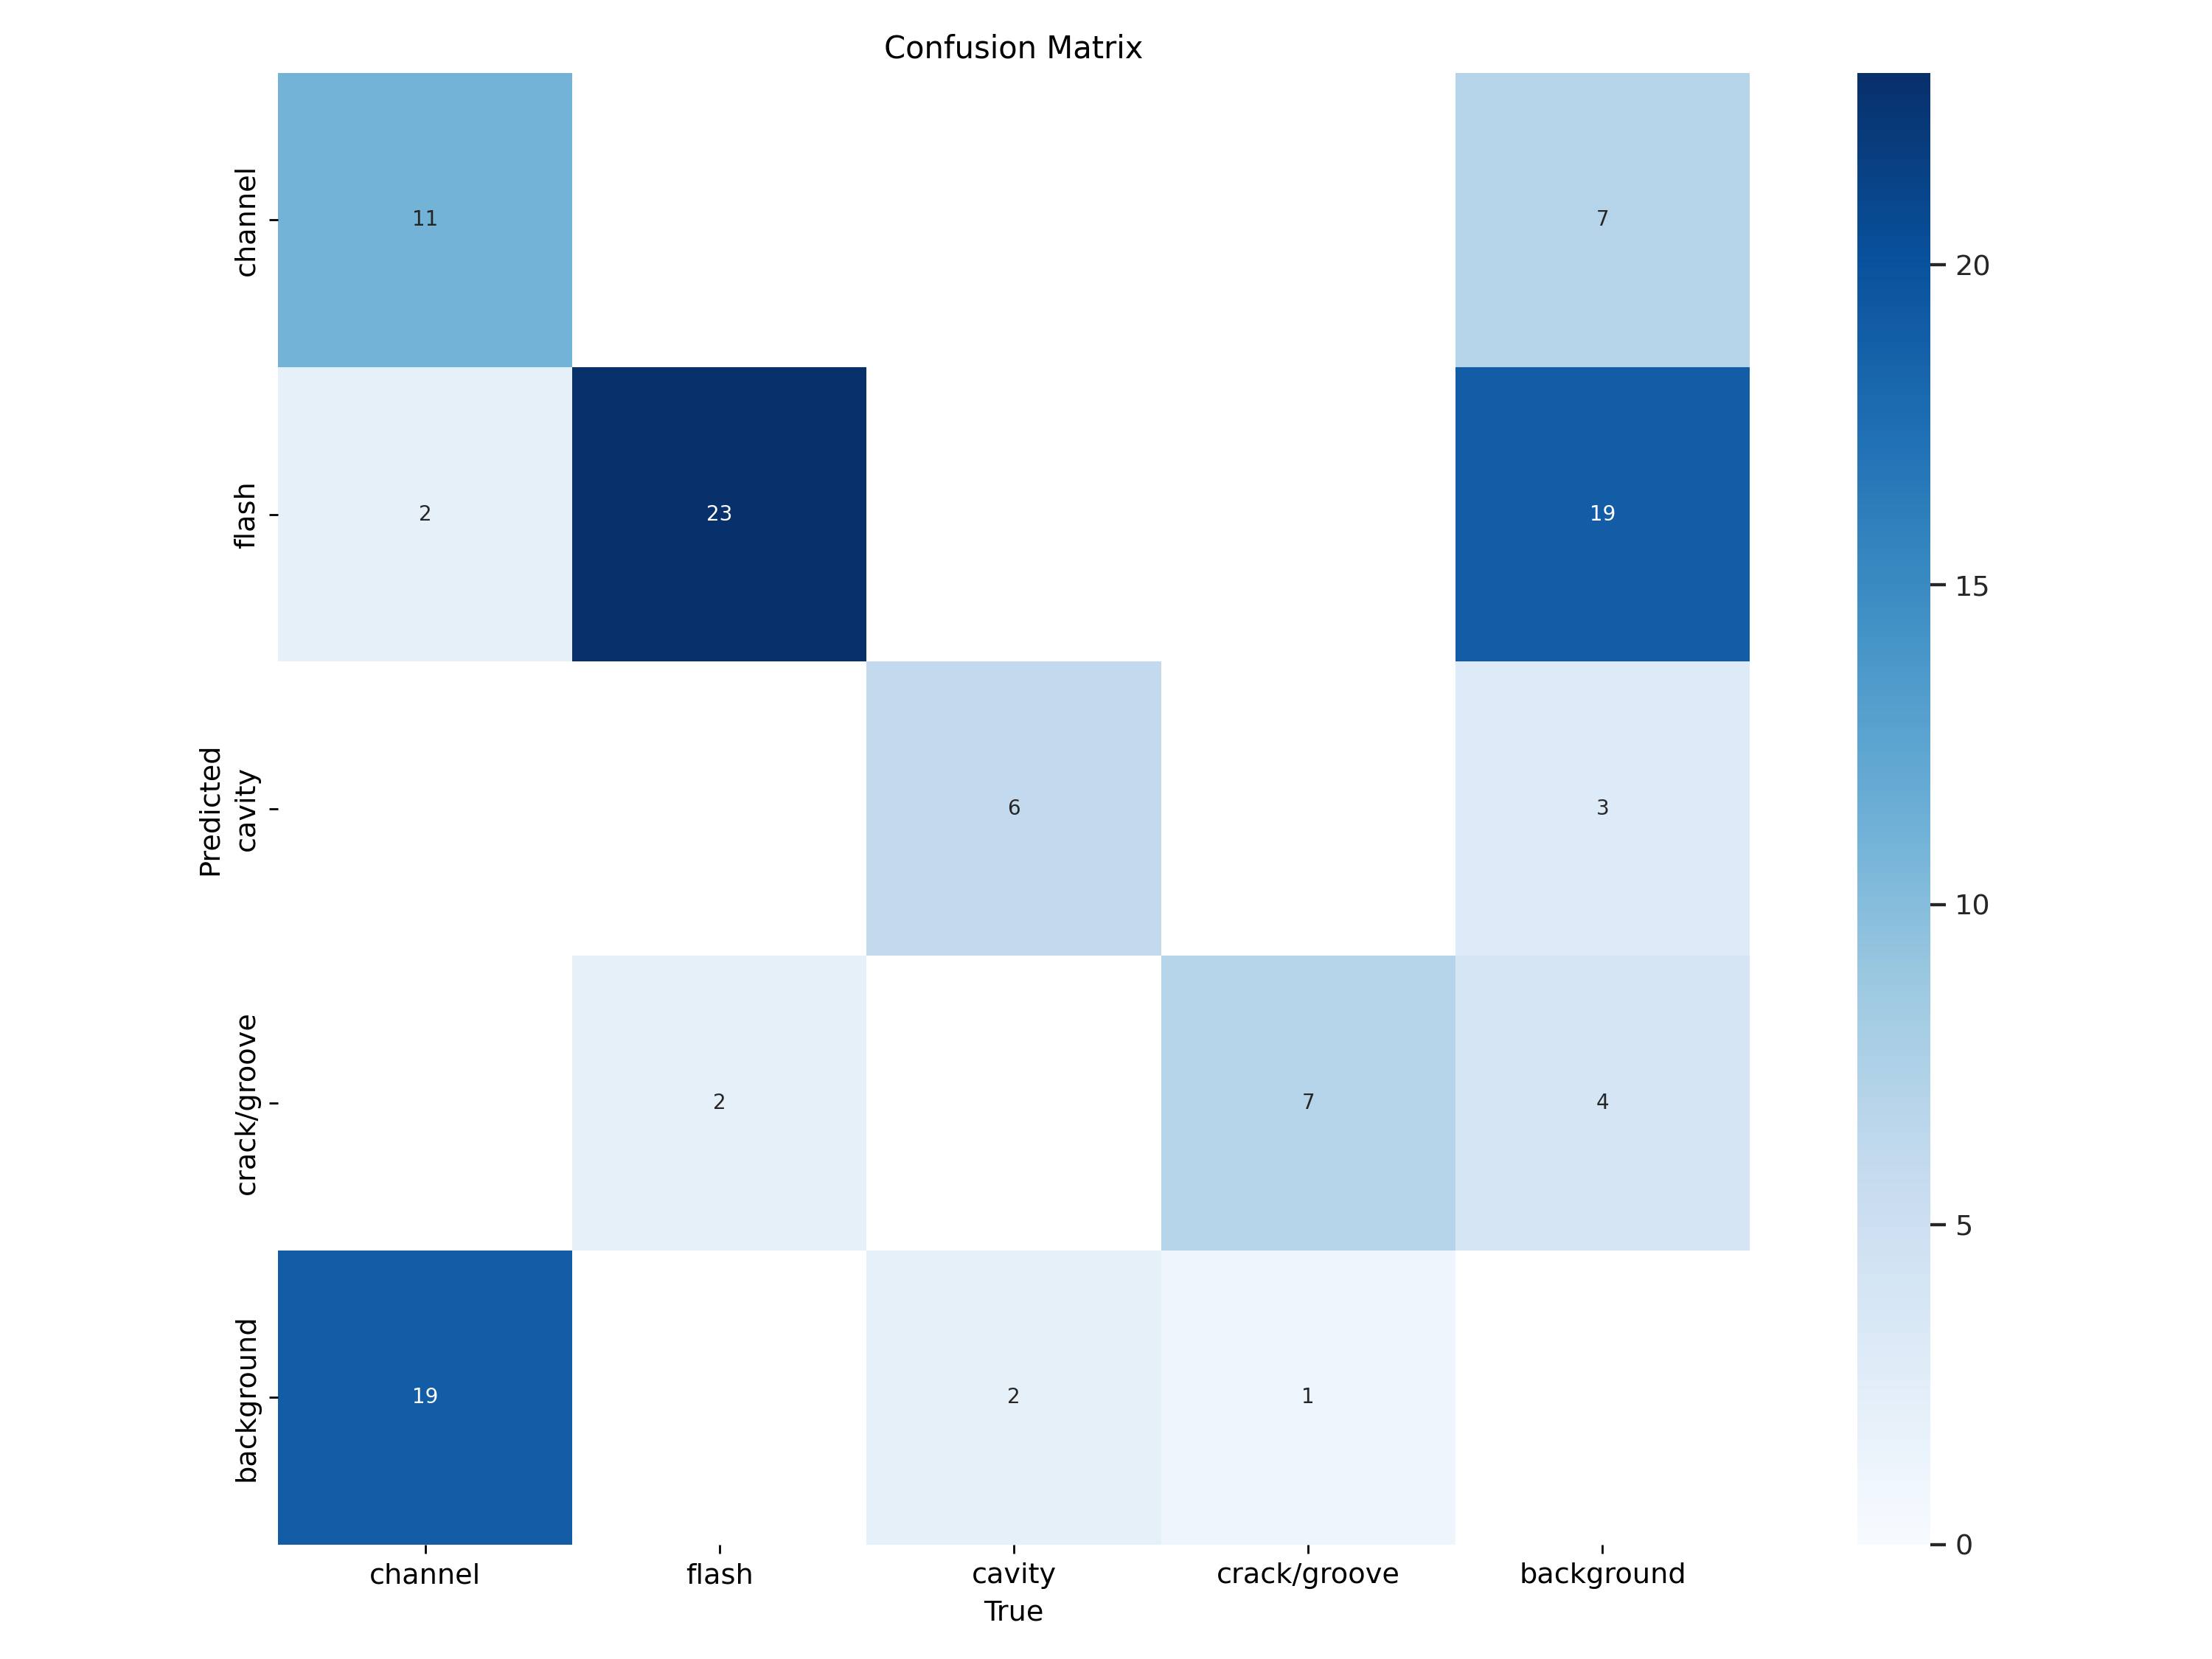 Confusion Matrix
channel
11
7
20
flash
2
23
19
15
Predicted
cavity
6
3
10
crack/groove
2
7
4
5
background
19
2
1
0
channel
flash
cavity
crack/groove
background
True